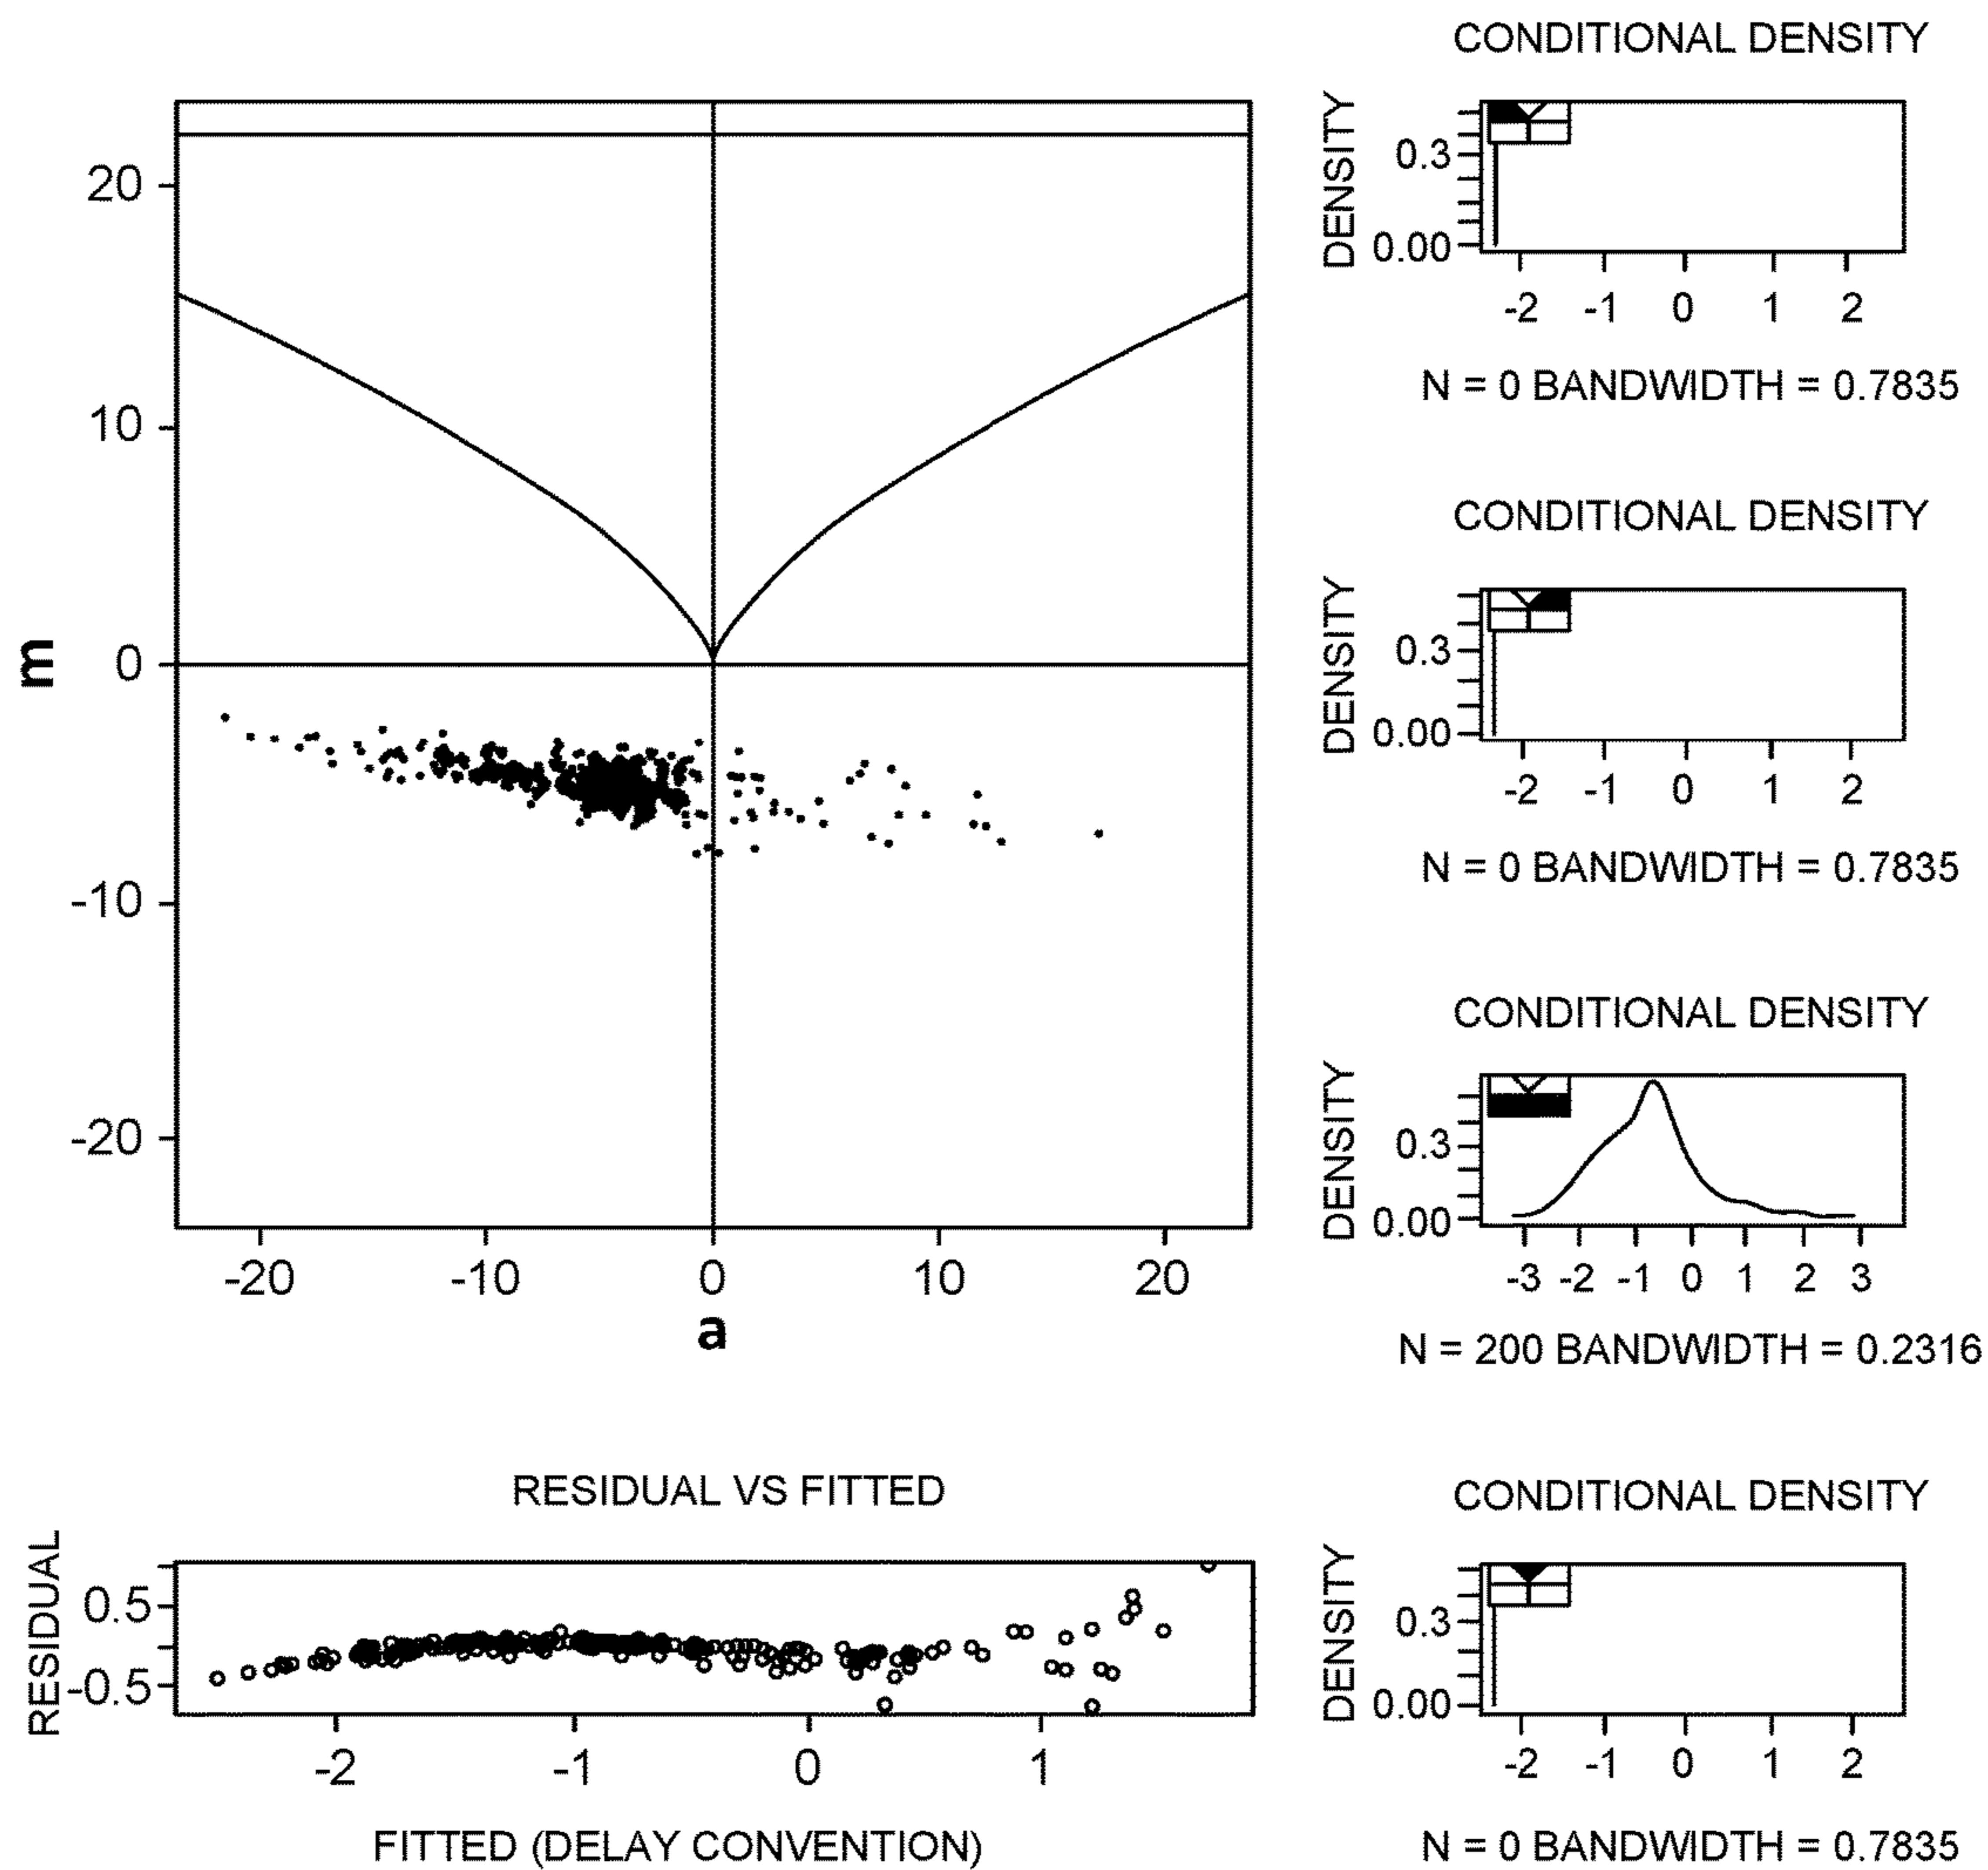 20
10
0
-10
-20
m
-20 -10 0 10 20
a
CONDITIONAL DENSITY
DENSITY
0.3
0.00
-2 -1 0 1 2
N = 0 BANDWIDTH = 0.7835
CONDITIONAL DENSITY
DENSITY
0.3
0.00
-2 -1 0 1 2
N = 0 BANDWIDTH = 0.7835
CONDITIONAL DENSITY
DENSITY
0.3
0.00
-3 -2 -1 0 1 2 3
N = 200 BANDWIDTH = 0.2316
RESIDUAL VS FITTED
RESIDUAL
0.5
-0.5
-2 -1 0 1
FITTED (DELAY CONVENTION)
CONDITIONAL DENSITY
DENSITY
0.3
0.00
-2 -1 0 1 2
N = 0 BANDWIDTH = 0.7835